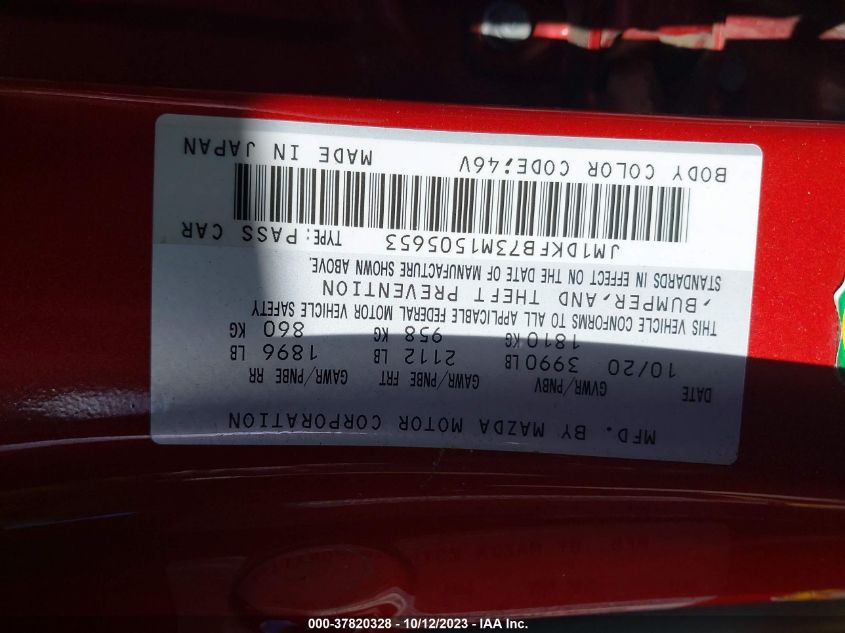 MFD. BY MAZDA MOTOR CORPORATION
DATE GVWR/PNBV GAWR/PNBE FRT GAWR/PNBE RR
10/20 3990LB 2112 LB 1896 LB
1810KG 958 KG 860 KG
THIS VEHICLE CONFORMS TO ALL APPLICABLE FEDERAL MOTOR VEHICLE SAFETY
,BUMPER,AND THEFT PREVENTION
STANDARDS IN EFFECT ON THE DATE OF MANUFACTURE SHOWN ABOVE.
JM1DKFB73M1505653 TYPE:PASS CAR
BODY COLOR CODE:46V MADE IN JAPAN
000-37820328 - 10/12/2023 - IAA Inc.